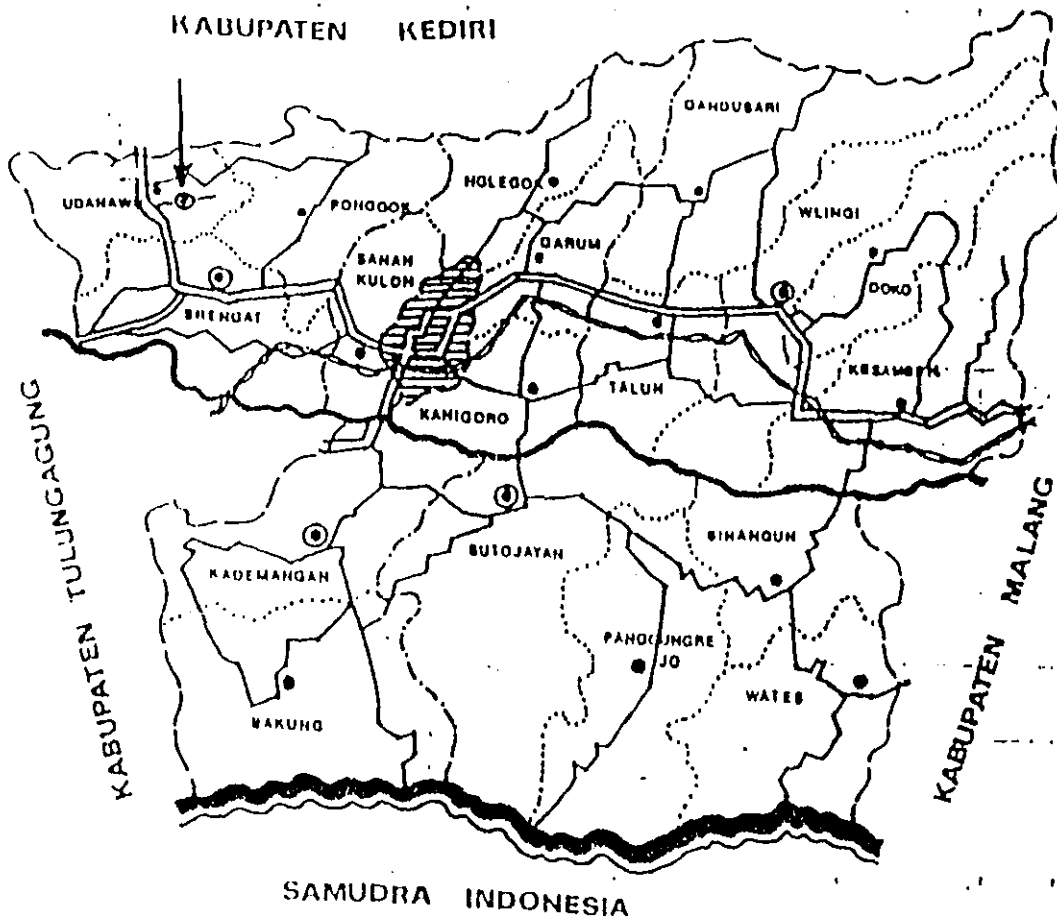 KABUPATEN KEDIRI
GANDUSARI
UDANAWU
PONGGOK
NGLEGOK
WLINGI
SANAN
KULON
GARUM
DOKO
SRENGAT
KESAMBEN
TALUN
KANIGORO
KABUPATEN TULUNGAGUNG
BINANGUN
SUTOJAYAN
KADEMANGAN
KABUPATEN MALANG
PANGGUNGRE
JO
WATES
BAKUNG
SAMUDRA INDONESIA